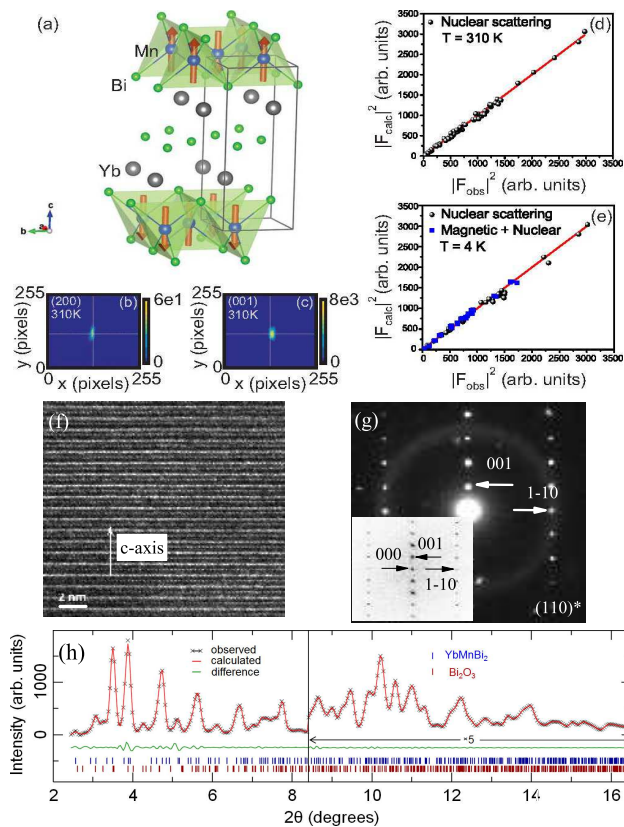 (a)
Mn
Bi
Yb
c
b
a
(200) (b)
310K
6e1
0
255
y (pixels)
0
0 x (pixels) 255
(001) (c)
310K
8e3
0
255
y (pixels)
0
0 x (pixels) 255
(d)
Nuclear scattering
T = 310 K
3500
3000
2500
2000
1500
1000
500
0
0 500 1000 1500 2000 2500 3000 3500
|Fcalc|² (arb. units)
|Fobs|² (arb. units)
(e)
Nuclear scattering
Magnetic + Nuclear
T = 4 K
3500
3000
2500
2000
1500
1000
500
0
0 500 1000 1500 2000 2500 3000 3500
|Fcalc|² (arb. units)
|Fobs|² (arb. units)
(f)
c-axis
2 nm
(g)
001
1-10
000
001
1-10
(110)*
(h)
observed
calculated
difference
YbMnBi₂
Bi₂O₃
Intensity (arb. units)
1000
0
*5
2 4 6 8 10 12 14 16
2θ (degrees)